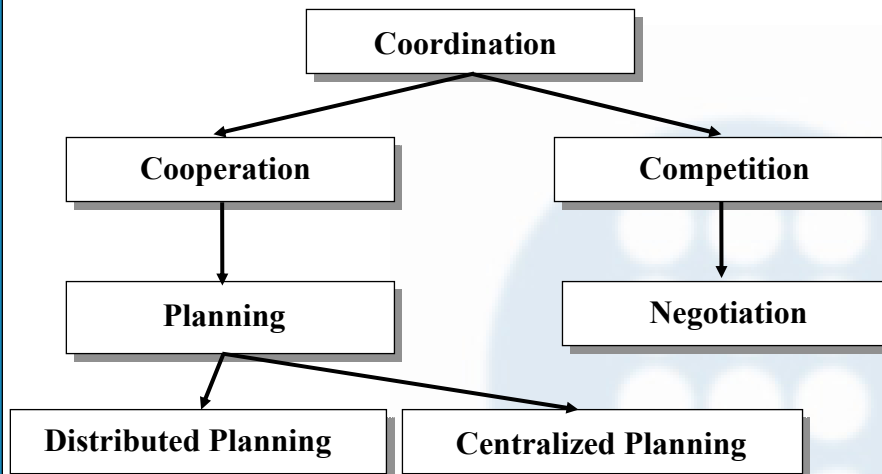 Coordination
Cooperation
Competition
Planning
Negotiation
Distributed Planning
Centralized Planning